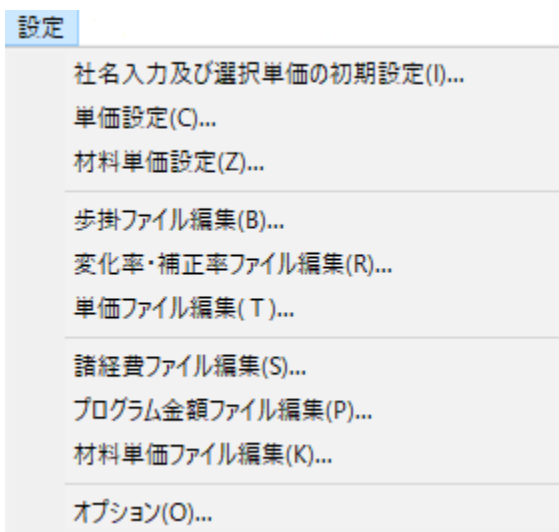 設定
社名入力及び選択単価の初期設定(I)...
単価設定(C)...
材料単価設定(Z)...
歩掛ファイル編集(B)...
変化率・補正率ファイル編集(R)...
単価ファイル編集(Ｔ)...
諸経費ファイル編集(S)...
プログラム金額ファイル編集(P)...
材料単価ファイル編集(K)...
オプション(O)...